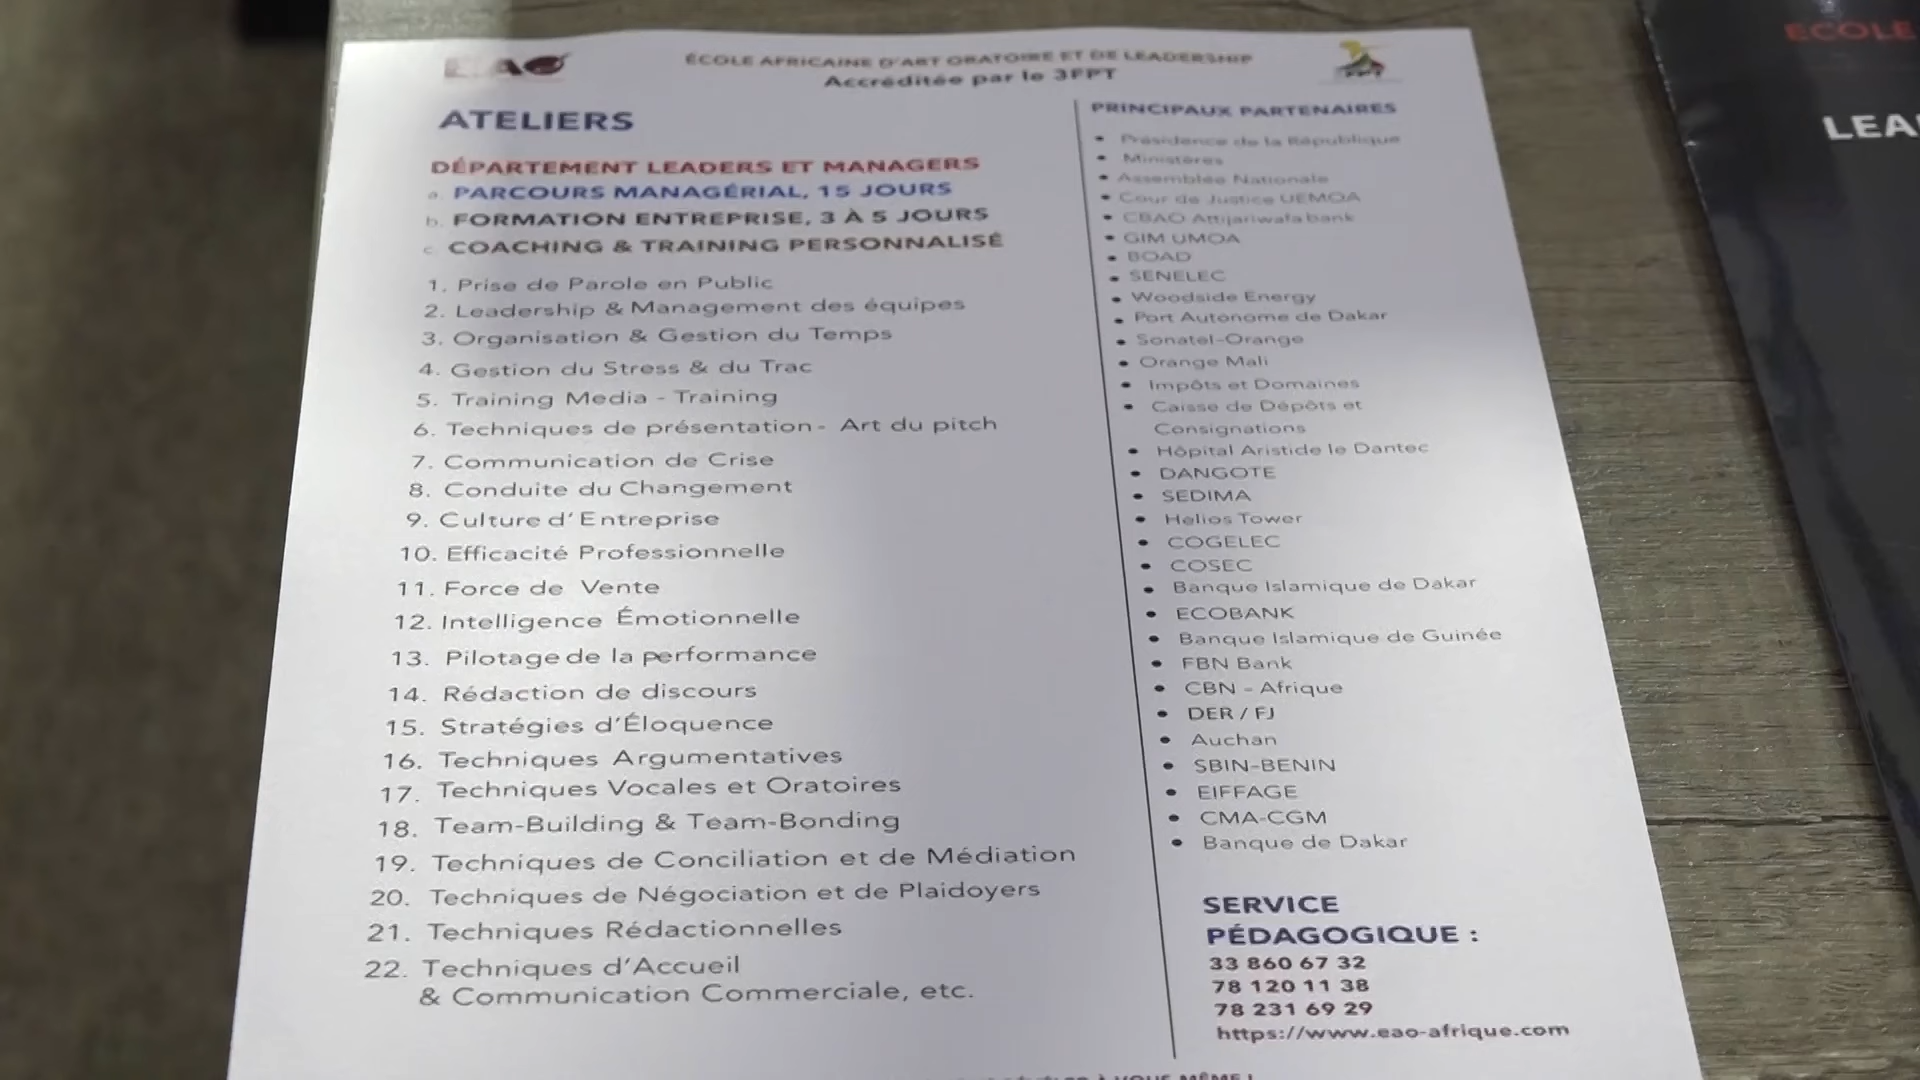 EAO
ÉCOLE AFRICAINE D'ART ORATOIRE ET DE LEADERSHIP
Accréditée par le 3FPT
ATELIERS
DÉPARTEMENT LEADERS ET MANAGERS
a. PARCOURS MANAGÉRIAL, 15 JOURS
b. FORMATION ENTREPRISE, 3 À 5 JOURS
c. COACHING & TRAINING PERSONNALISÉ
1. Prise de Parole en Public
2. Leadership & Management des équipes
3. Organisation & Gestion du Temps
4. Gestion du Stress & du Trac
5. Training Media - Training
6. Techniques de présentation - Art du pitch
7. Communication de Crise
8. Conduite du Changement
9. Culture d'Entreprise
10. Efficacité Professionnelle
11. Force de Vente
12. Intelligence Émotionnelle
13. Pilotage de la performance
14. Rédaction de discours
15. Stratégies d'Éloquence
16. Techniques Argumentatives
17. Techniques Vocales et Oratoires
18. Team-Building & Team-Bonding
19. Techniques de Conciliation et de Médiation
20. Techniques de Négociation et de Plaidoyers
21. Techniques Rédactionnelles
22. Techniques d'Accueil
& Communication Commerciale, etc.
PRINCIPAUX PARTENAIRES
• Présidence de la République
• Ministères
• Assemblée Nationale
• Cour de Justice UEMOA
• CBAO Attijariwafa bank
• GIM UMOA
• BOAD
• SENELEC
• Woodside Energy
• Port Autonome de Dakar
• Sonatel-Orange
• Orange Mali
• Impôts et Domaines
• Caisse de Dépôts et
Consignations
• Hôpital Aristide le Dantec
• DANGOTE
• SEDIMA
• Helios Tower
• COGELEC
• COSEC
• Banque Islamique de Dakar
• ECOBANK
• Banque Islamique de Guinée
• FBN Bank
• CBN - Afrique
• DER / FJ
• Auchan
• SBIN-BENIN
• EIFFAGE
• CMA-CGM
• Banque de Dakar
SERVICE
PÉDAGOGIQUE :
33 860 67 32
78 120 11 38
78 231 69 29
https://www.eao-afrique.com
À VOUS MÊME !
ECOLE
LEA